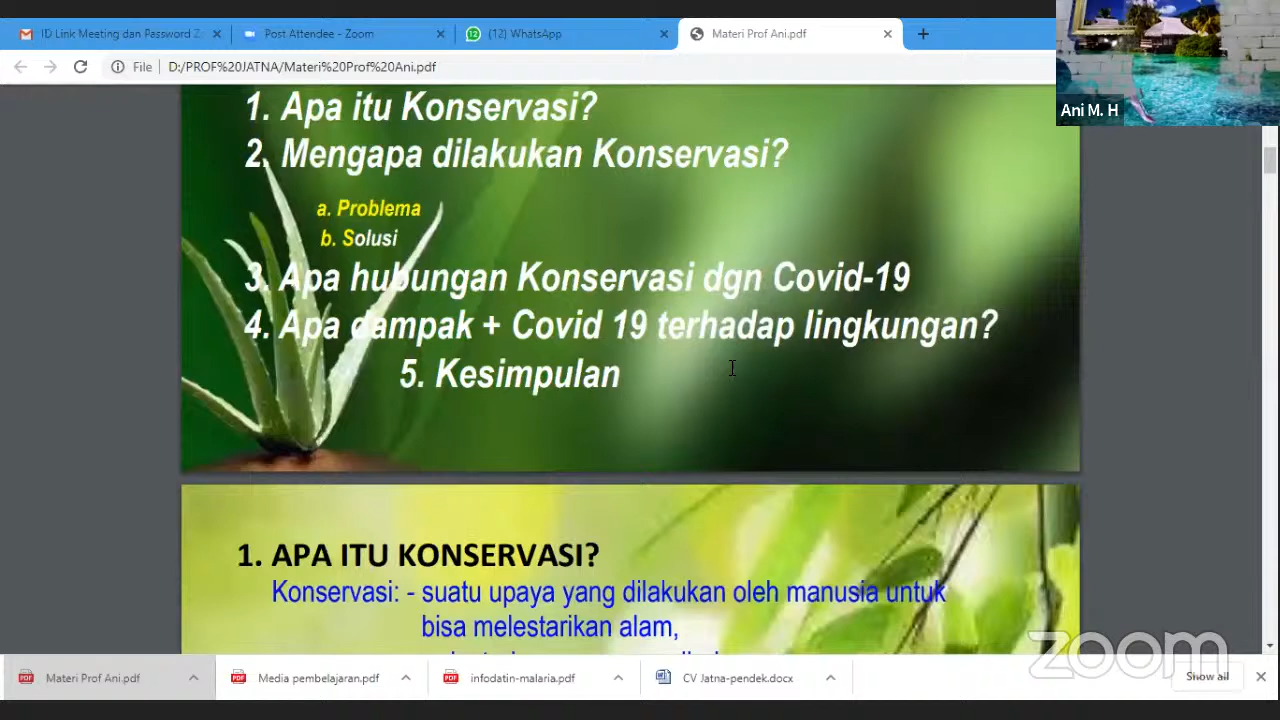 ID Link Meeting dan Password Z
Post Attendee - Zoom
(12) WhatsApp
Materi Prof Ani.pdf
File
D:/PROF%20JATNA/Materi%20Prof%20Ani.pdf
Ani M. H
1. Apa itu Konservasi?
2. Mengapa dilakukan Konservasi?
a. Problema
b. Solusi
3. Apa hubungan Konservasi dgn Covid-19
4. Apa dampak + Covid 19 terhadap lingkungan?
5. Kesimpulan
1. APA ITU KONSERVASI?
Konservasi: - suatu upaya yang dilakukan oleh manusia untuk
bisa melestarikan alam,
zoom
Materi Prof Ani.pdf
Media pembelajaran.pdf
infodatin-malaria.pdf
CV Jatna-pendek.docx
Show all